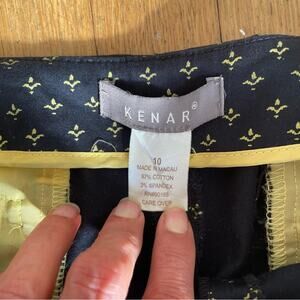 KENAR®
10
MADE IN MACAU
97% COTTON
3% SPANDEX
CARE OVER